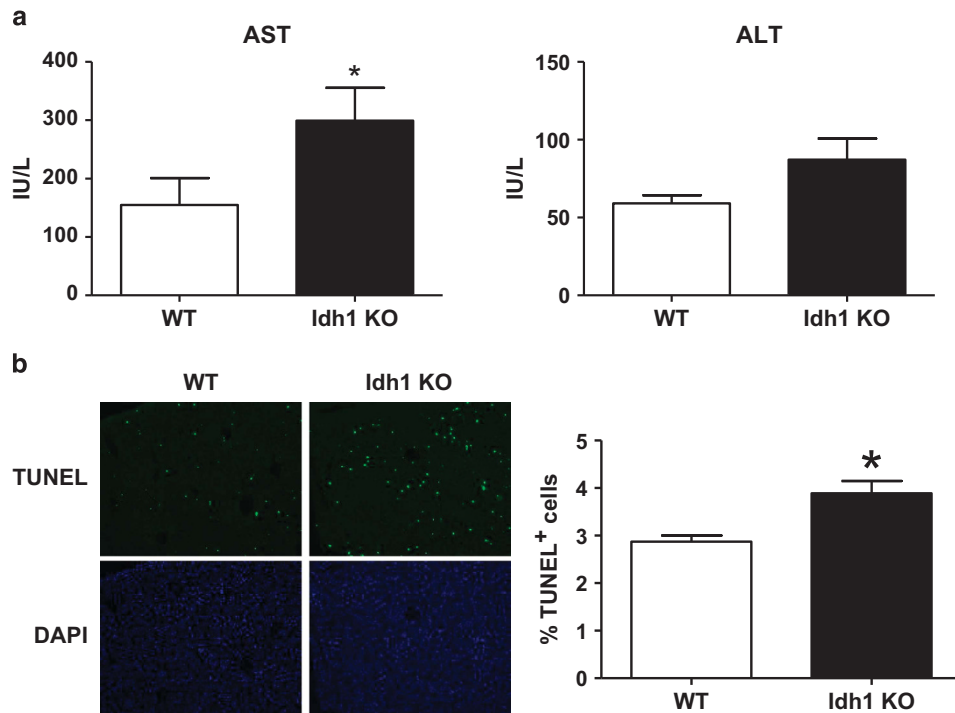 a
AST
ALT
IU/L
400
300
200
100
0
*
WT
Idh1 KO
IU/L
150
100
50
0
WT
Idh1 KO
b
WT
Idh1 KO
TUNEL
DAPI
% TUNEL⁺ cells
5
4
3
2
1
0
*
WT
Idh1 KO